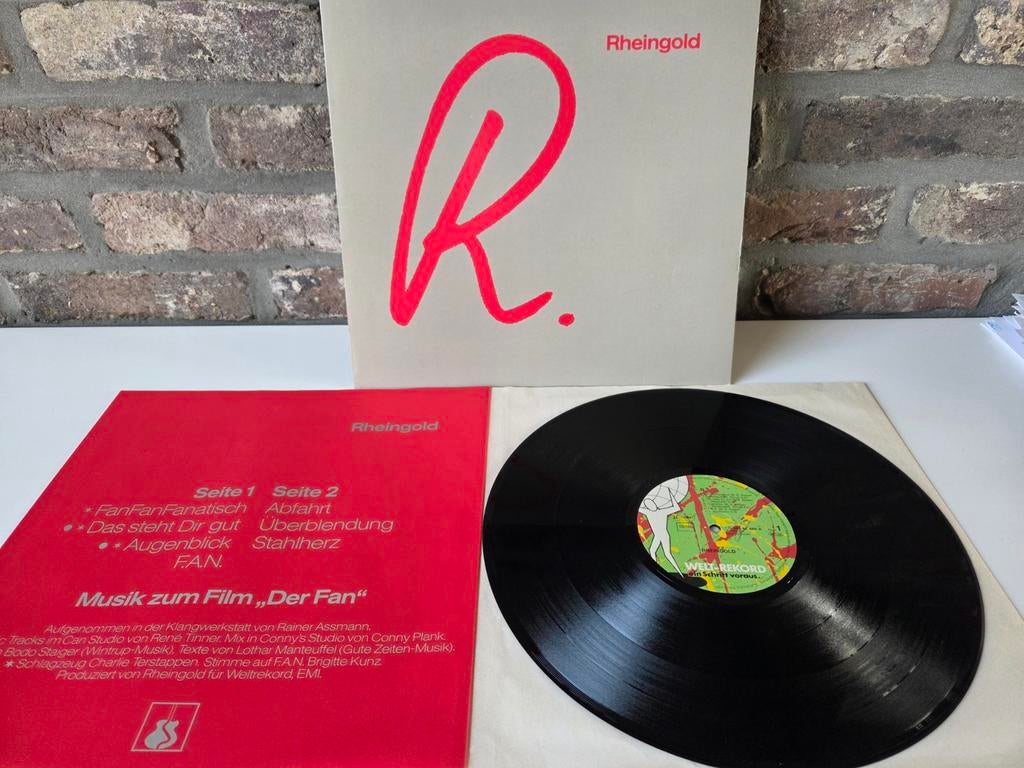 Rheingold
R.
Rheingold
Seite 1 Seite 2
* FanFanFanatisch Abfahrt
●* Das steht Dir gut Überblendung
●* Augenblick Stahlherz
F.A.N.
Musik zum Film „Der Fan“
Aufgenommen in der Klangwerkstatt von Rainer Assmann.
Tracks im Can Studio von René Tinner. Mix in Conny's Studio von Conny Plank.
Bodo Staiger (Wintrup-Musik). Texte von Lothar Manteuffel (Gute Zeiten-Musik).
* Schlagzeug Charlie Terstappen. Stimme auf F.A.N. Brigitte Kunz.
Produziert von Rheingold für Weltrekord, EMI.
RHEINGOLD
WELT-REKORD
ein Schritt voraus..